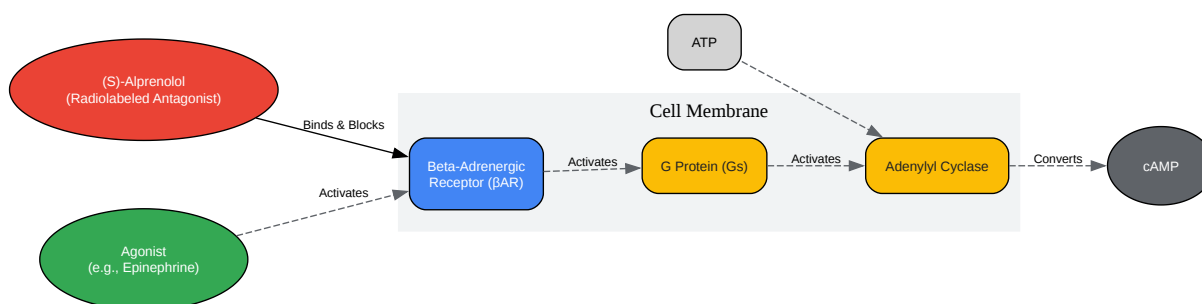 ATP
Cell Membrane
(S)-Alprenolol
(Radiolabeled Antagonist)
Binds & Blocks
Beta-Adrenergic
Receptor (βAR)
Activates
G Protein (Gs)
Activates
Adenylyl Cyclase
Converts
cAMP
Activates
Agonist
(e.g., Epinephrine)